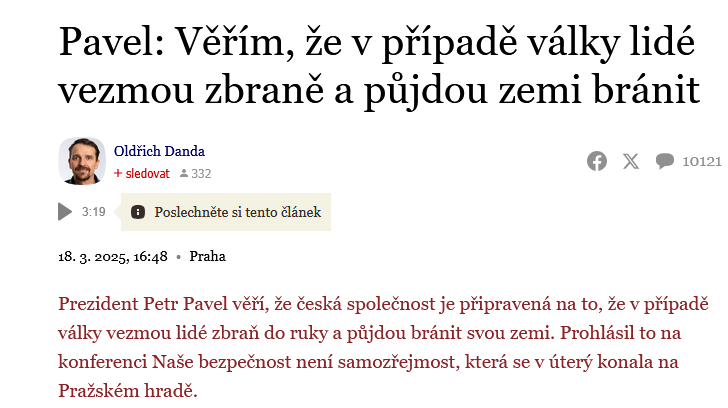 Pavel: Věřím, že v případě války lidé
vezmou zbraně a půjdou zemi bránit
Oldřich Danda
+ sledovat 332
10121
3:19 Poslechněte si tento článek
18. 3. 2025, 16:48 • Praha
Prezident Petr Pavel věří, že česká společnost je připravená na to, že v případě
války vezmou lidé zbraň do ruky a půjdou bránit svou zemi. Prohlásil to na
konferenci Naše bezpečnost není samozřejmost, která se v úterý konala na
Pražském hradě.